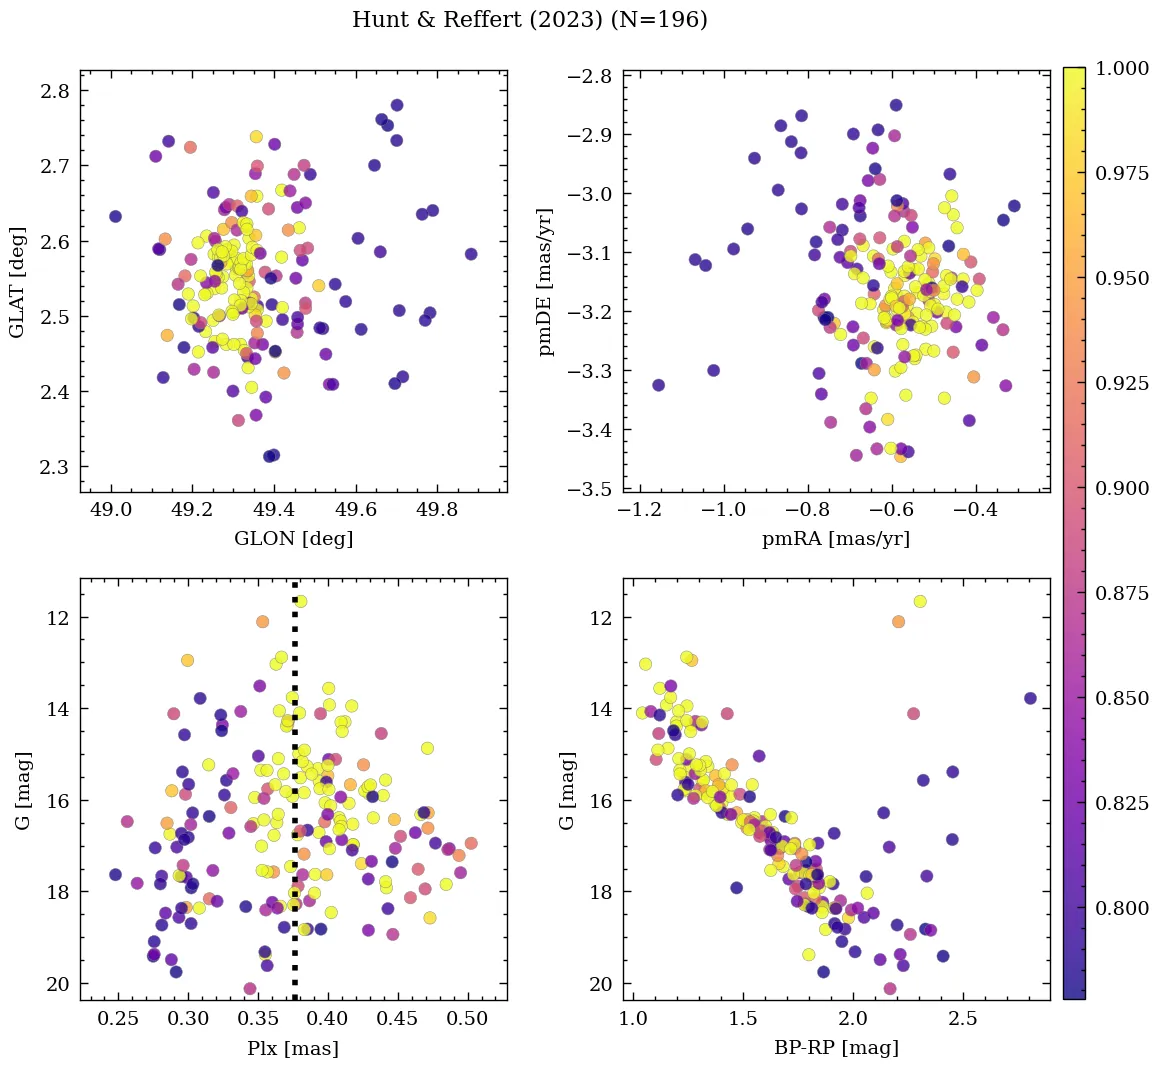 Hunt & Reffert (2023) (N=196)
2.8
2.7
2.6
2.5
2.4
2.3
GLAT [deg]
49.0 49.2 49.4 49.6 49.8
GLON [deg]
−2.8
−2.9
−3.0
−3.1
−3.2
−3.3
−3.4
−3.5
pmDE [mas/yr]
−1.2 −1.0 −0.8 −0.6 −0.4
pmRA [mas/yr]
12
14
16
18
20
G [mag]
0.25 0.30 0.35 0.40 0.45 0.50
Plx [mas]
12
14
16
18
20
G [mag]
1.0 1.5 2.0 2.5
BP-RP [mag]
1.000
0.975
0.950
0.925
0.900
0.875
0.850
0.825
0.800